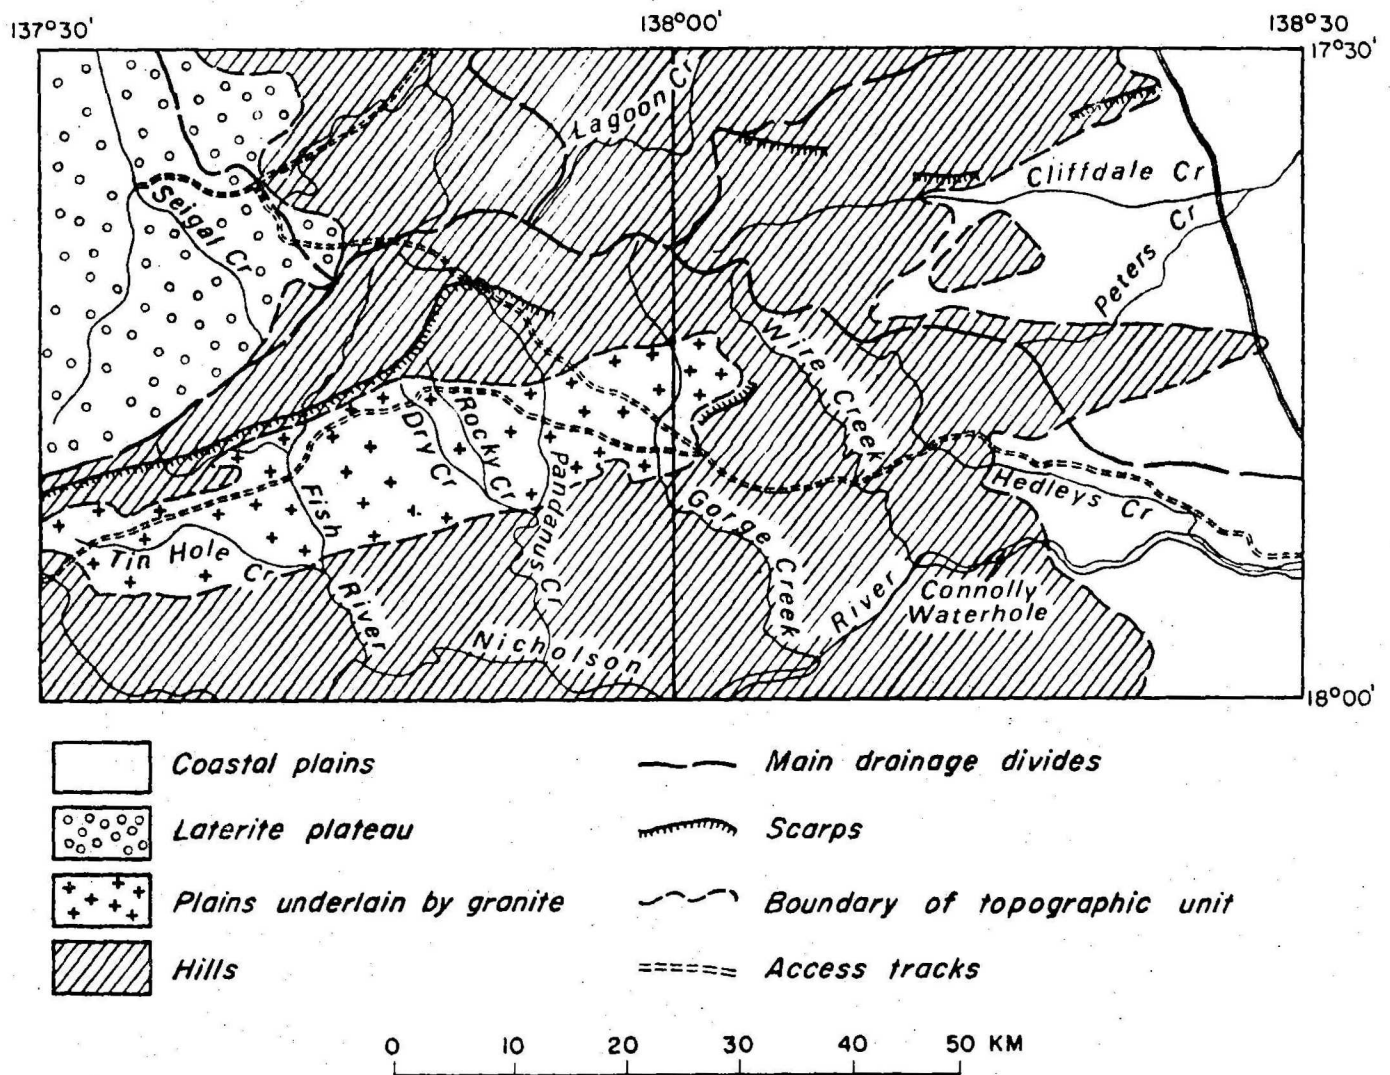 137°30'
138°00'
138°30'
17°30'
Lagoon Cr
Cliffdale Cr
Seigal Cr
Peters Cr
Wire Creek
Rocky Cr
Dry Cr
Pandanus Cr
Hedleys Cr
Fish River
Gorge Creek
Tin Hole Cr
Connolly
Waterhole
Nicholson River
18°00'
Coastal plains
Main drainage divides
Laterite plateau
Scarps
Plains underlain by granite
Boundary of topographic unit
Hills
Access tracks
0 10 20 30 40 50 KM